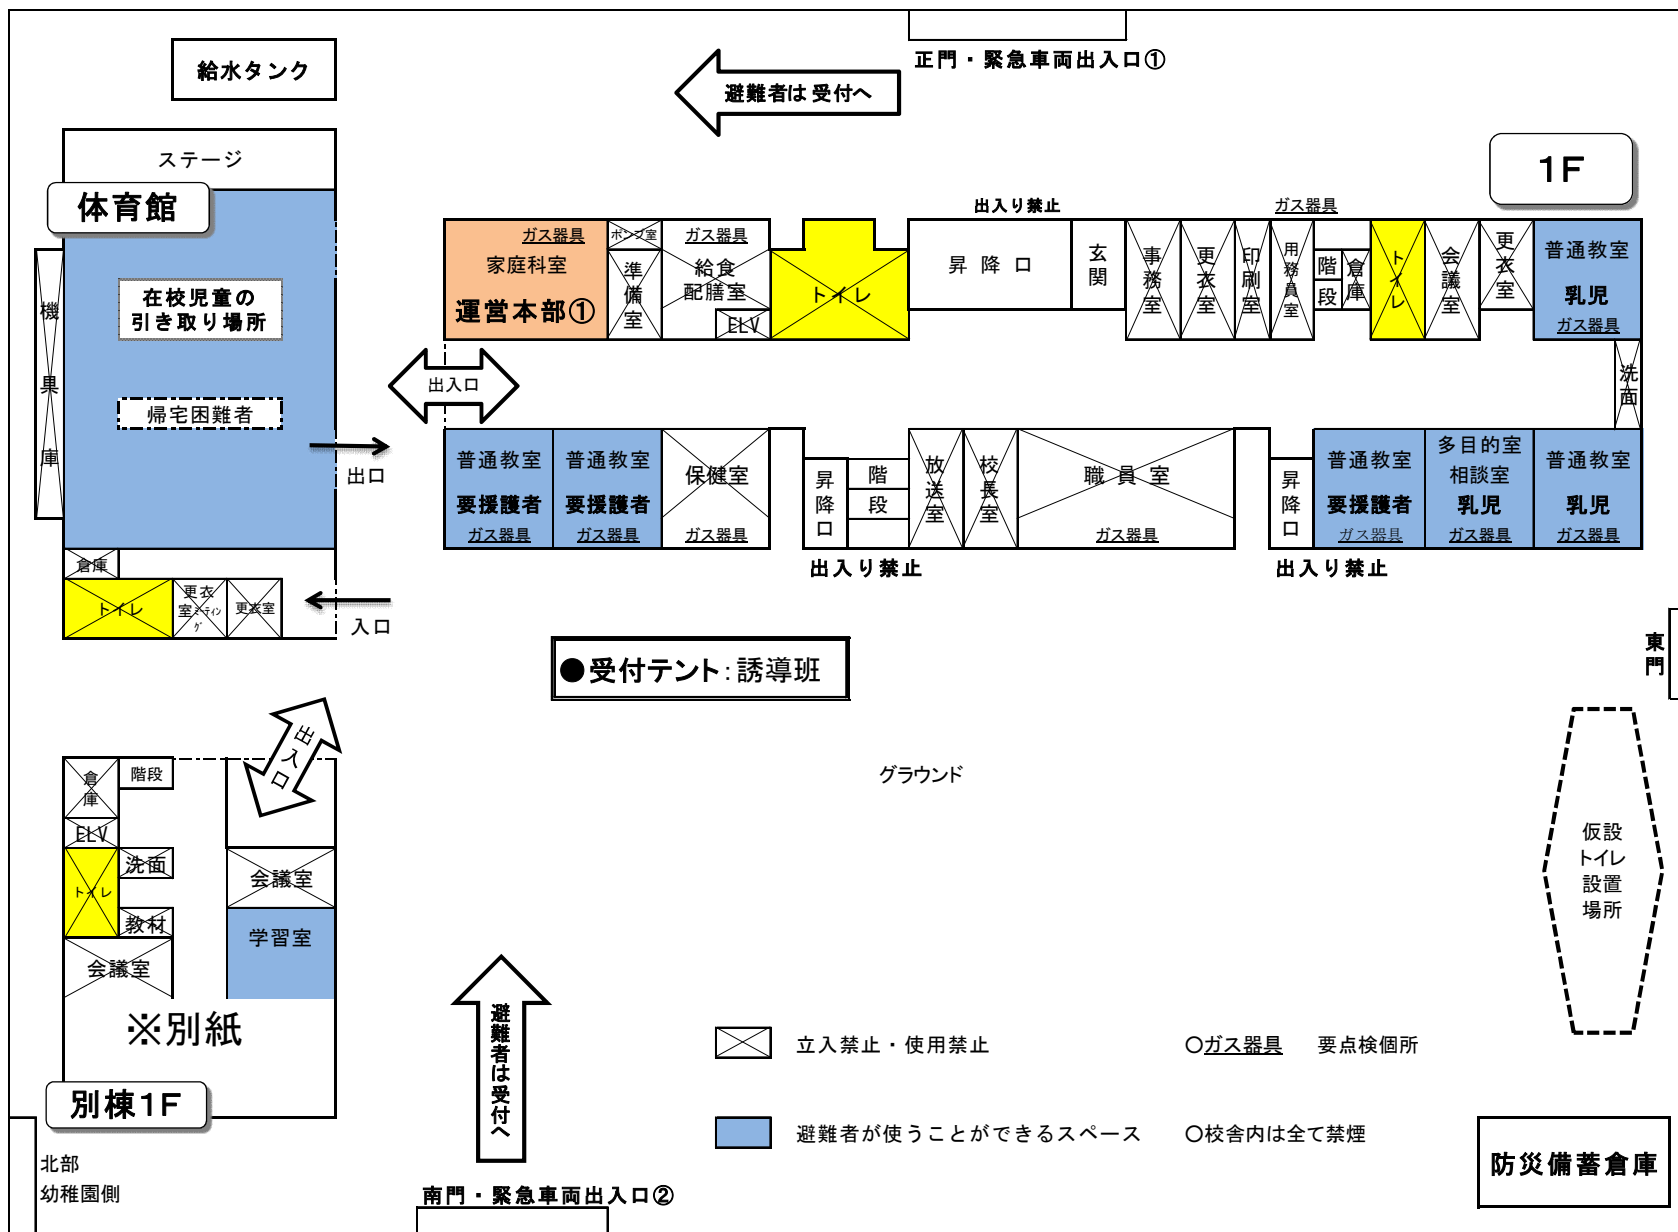 給水タンク
正門・緊急車両出入口①
避難者は 受付へ
1F
ステージ
体育館
機果庫
在校児童の
引き取り場所
帰宅困難者
出口
入口
倉庫
トイレ
更衣
室ミーティン
グ
更衣室
出入り禁止
ガス器具
ガス器具
家庭科室
運営本部①
ポンプ室
準備室
ガス器具
給食
配膳室
ELV
トイレ
昇降口
玄関
事務室
更衣室
印刷室
用務員室
階段
倉庫
トイレ
会議室
更衣室
普通教室
乳児
ガス器具
洗面
出入口
普通教室
要援護者
ガス器具
普通教室
要援護者
ガス器具
保健室
ガス器具
昇降口
階段
放送室
校長室
職員室
ガス器具
昇降口
普通教室
要援護者
ガス器具
多目的室
相談室
乳児
ガス器具
普通教室
乳児
ガス器具
出入り禁止
出入り禁止
●受付テント:誘導班
東門
グラウンド
仮設
トイレ
設置
場所
出入口
倉庫
階段
ELV
洗面
トイレ
教材
会議室
会議室
学習室
※別紙
別棟1F
北部
幼稚園側
避難者は受付へ
南門・緊急車両出入口②
立入禁止・使用禁止
○ガス器具 要点検個所
避難者が使うことができるスペース
○校舎内は全て禁煙
防災備蓄倉庫